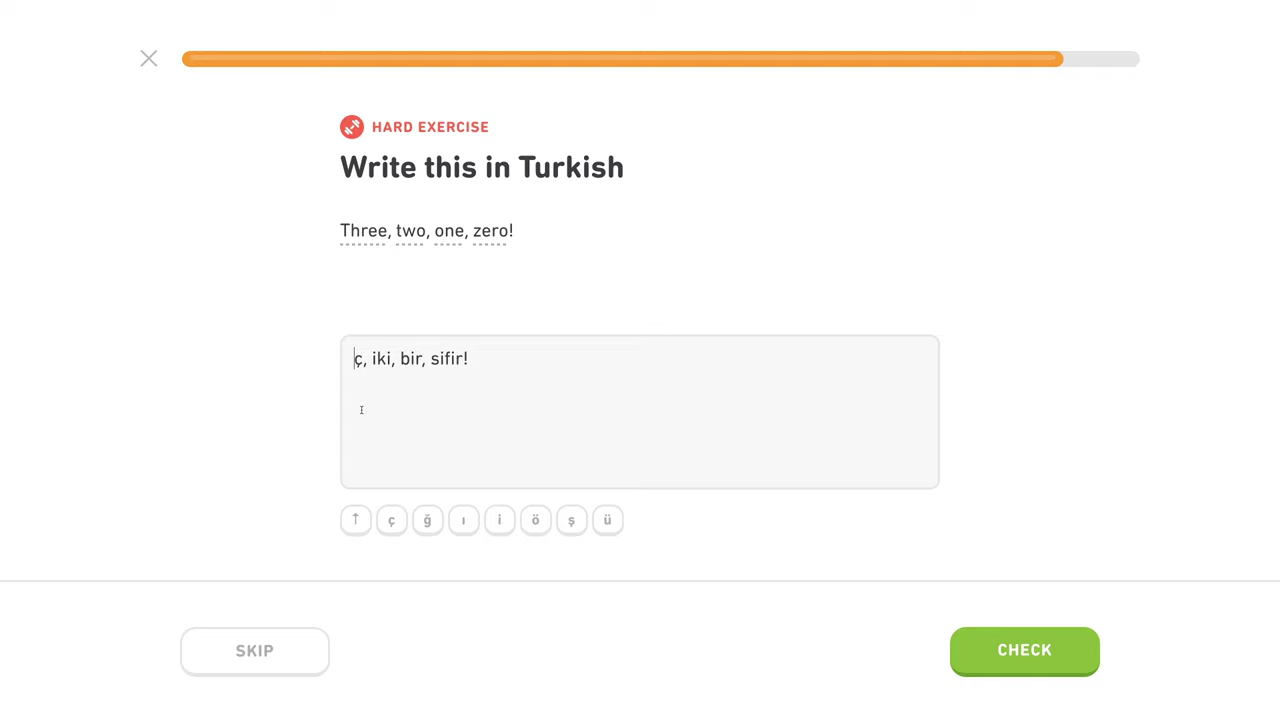 HARD EXERCISE
Write this in Turkish
Three, two, one, zero!
ç, iki, bir, sifir!
↑ ç ğ ı i ö ş ü
SKIP
CHECK